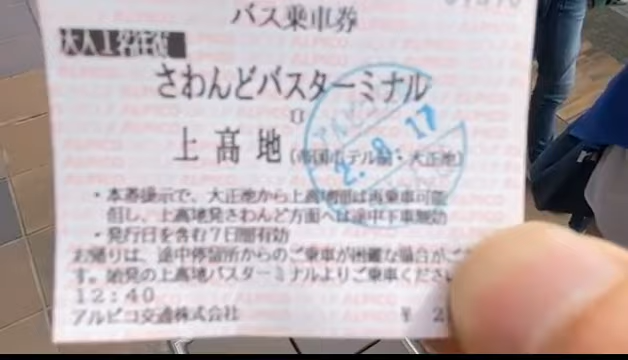 バス乗車券
大人1名往復
さわんどバスターミナル
上高地(帝国ホテル前・大正池)
2.8.17
・本券提示で、大正池から上高地間は再乗車可能
但し、上高地発さわんど方面へは途中下車無効
・発行日を含む7日間有効
お帰りは、途中停留所からのご乗車が困難な場合がご
す。始発の上高地バスターミナルよりご乗車くださ
12:40
アルピコ交通株式会社
¥ 2